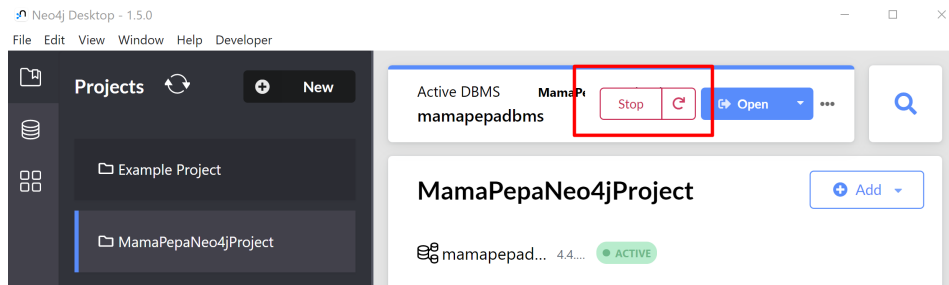 Neo4j Desktop - 1.5.0
File Edit View Window Help Developer
Projects
New
Example Project
MamaPepaNeo4jProject
Active DBMS
mamapepadbms
Stop
Open
MamaPepaNeo4jProject
Add
mamapepad... 4.4.... ACTIVE